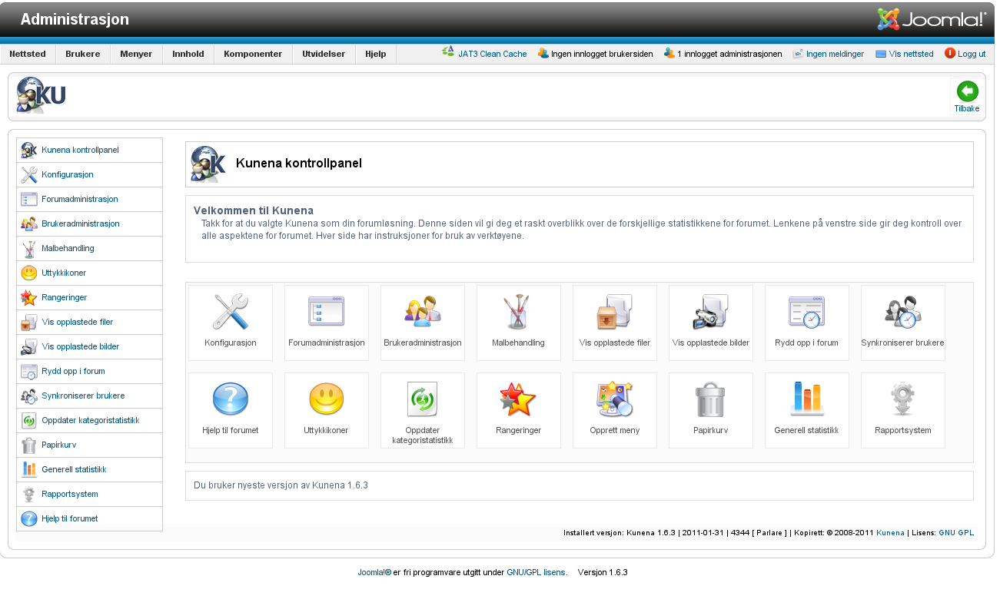 Administrasjon
Joomla!
Nettsted Brukere Menyer Innhold Komponenter Utvidelser Hjelp JAT3 Clean Cache Ingen innlogget brukersiden 1 innlogget administrasjonen Ingen meldinger Vis nettsted Logg ut
KU
Tilbake
Kunena kontrollpanel
Konfigurasjon
Forumadministrasjon
Brukeradministrasjon
Malbehandling
Uttykkikoner
Rangeringer
Vis opplastede filer
Vis opplastede bilder
Rydd opp i forum
Synkroniserer brukere
Oppdater kategoristatistikk
Papirkurv
Generell statistikk
Rapportsystem
Hjelp til forumet
K Kunena kontrollpanel
Velkommen til Kunena
Takk for at du valgte Kunena som din forumløsning. Denne siden vil gi deg et raskt overblikk over de forskjellige statistikkene for forumet. Lenkene på venstre side gir deg kontroll over
alle aspektene for forumet. Hver side har instruksjoner for bruk av verktøyene.
Konfigurasjon Forumadministrasjon Brukeradministrasjon Malbehandling Vis opplastede filer Vis opplastede bilder Rydd opp i forum Synkroniserer brukere
Hjelp til forumet Uttykkikoner Oppdater Rangeringer Opprett meny Papirkurv Generell statistikk Rapportsystem
kategoristatistikk
Du bruker nyeste versjon av Kunena 1.6.3
Installert versjon: Kunena 1.6.3 | 2011-01-31 | 4344 [ Parlare ] | Kopirett: © 2008-2011 Kunena | Lisens: GNU GPL
Joomla!® er fri programvare utgitt under GNU/GPL lisens. Versjon 1.6.3